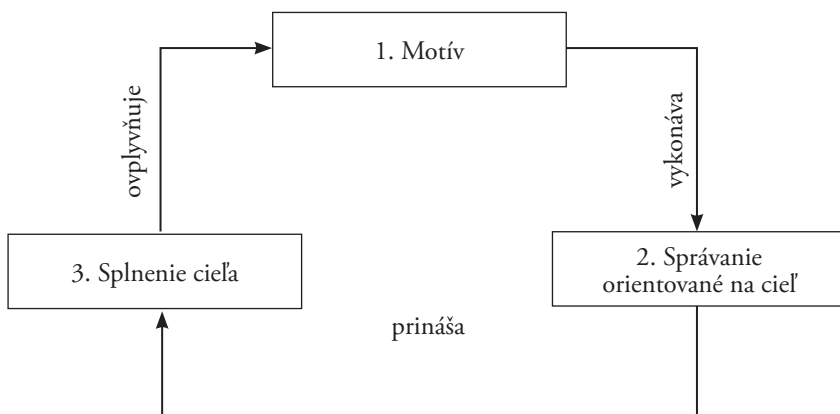 1. Motív
ovplyvňuje
vykonáva
3. Splnenie cieľa
2. Správanie
orientované na cieľ
prináša